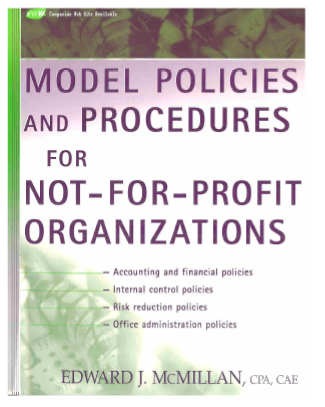 Companion Web Site Available
MODEL POLICIES
AND PROCEDURES
FOR
NOT-FOR-PROFIT
ORGANIZATIONS
– Accounting and financial policies
– Internal control policies
– Risk reduction policies
– Office administration policies
EDWARD J. MCMILLAN, CPA, CAE